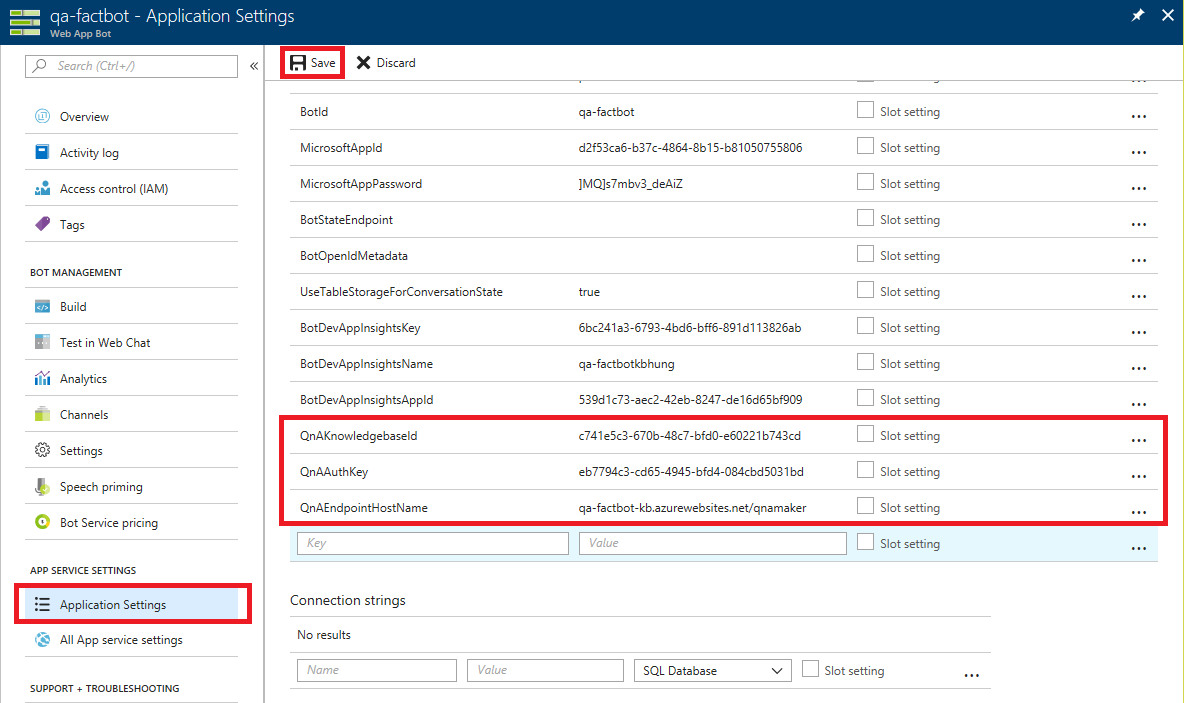 qa-factbot - Application Settings
Web App Bot
Search (Ctrl+/)
«
Overview
Activity log
Access control (IAM)
Tags
BOT MANAGEMENT
Build
Test in Web Chat
Analytics
Channels
Settings
Speech priming
Bot Service pricing
APP SERVICE SETTINGS
Application Settings
All App service settings
SUPPORT + TROUBLESHOOTING
Save Discard
BotId qa-factbot Slot setting ...
MicrosoftAppId d2f53ca6-b37c-4864-8b15-b81050755806 Slot setting ...
MicrosoftAppPassword ]MQ]s7mbv3_deAiZ Slot setting ...
BotStateEndpoint Slot setting ...
BotOpenIdMetadata Slot setting ...
UseTableStorageForConversationState true Slot setting ...
BotDevAppInsightsKey 6bc241a3-6793-4bd6-bff6-891d113826ab Slot setting ...
BotDevAppInsightsName qa-factbotkbhung Slot setting ...
BotDevAppInsightsAppId 539d1c73-aec2-42eb-8247-de16d65bf909 Slot setting ...
QnAKnowledgebaseId c741e5c3-670b-48c7-bfd0-e60221b743cd Slot setting ...
QnAAuthKey eb7794c3-cd65-4945-bfd4-084cbd5031bd Slot setting ...
QnAEndpointHostName qa-factbot-kb.azurewebsites.net/qnamaker Slot setting ...
Key Value Slot setting ...
Connection strings
No results
Name Value SQL Database Slot setting ...